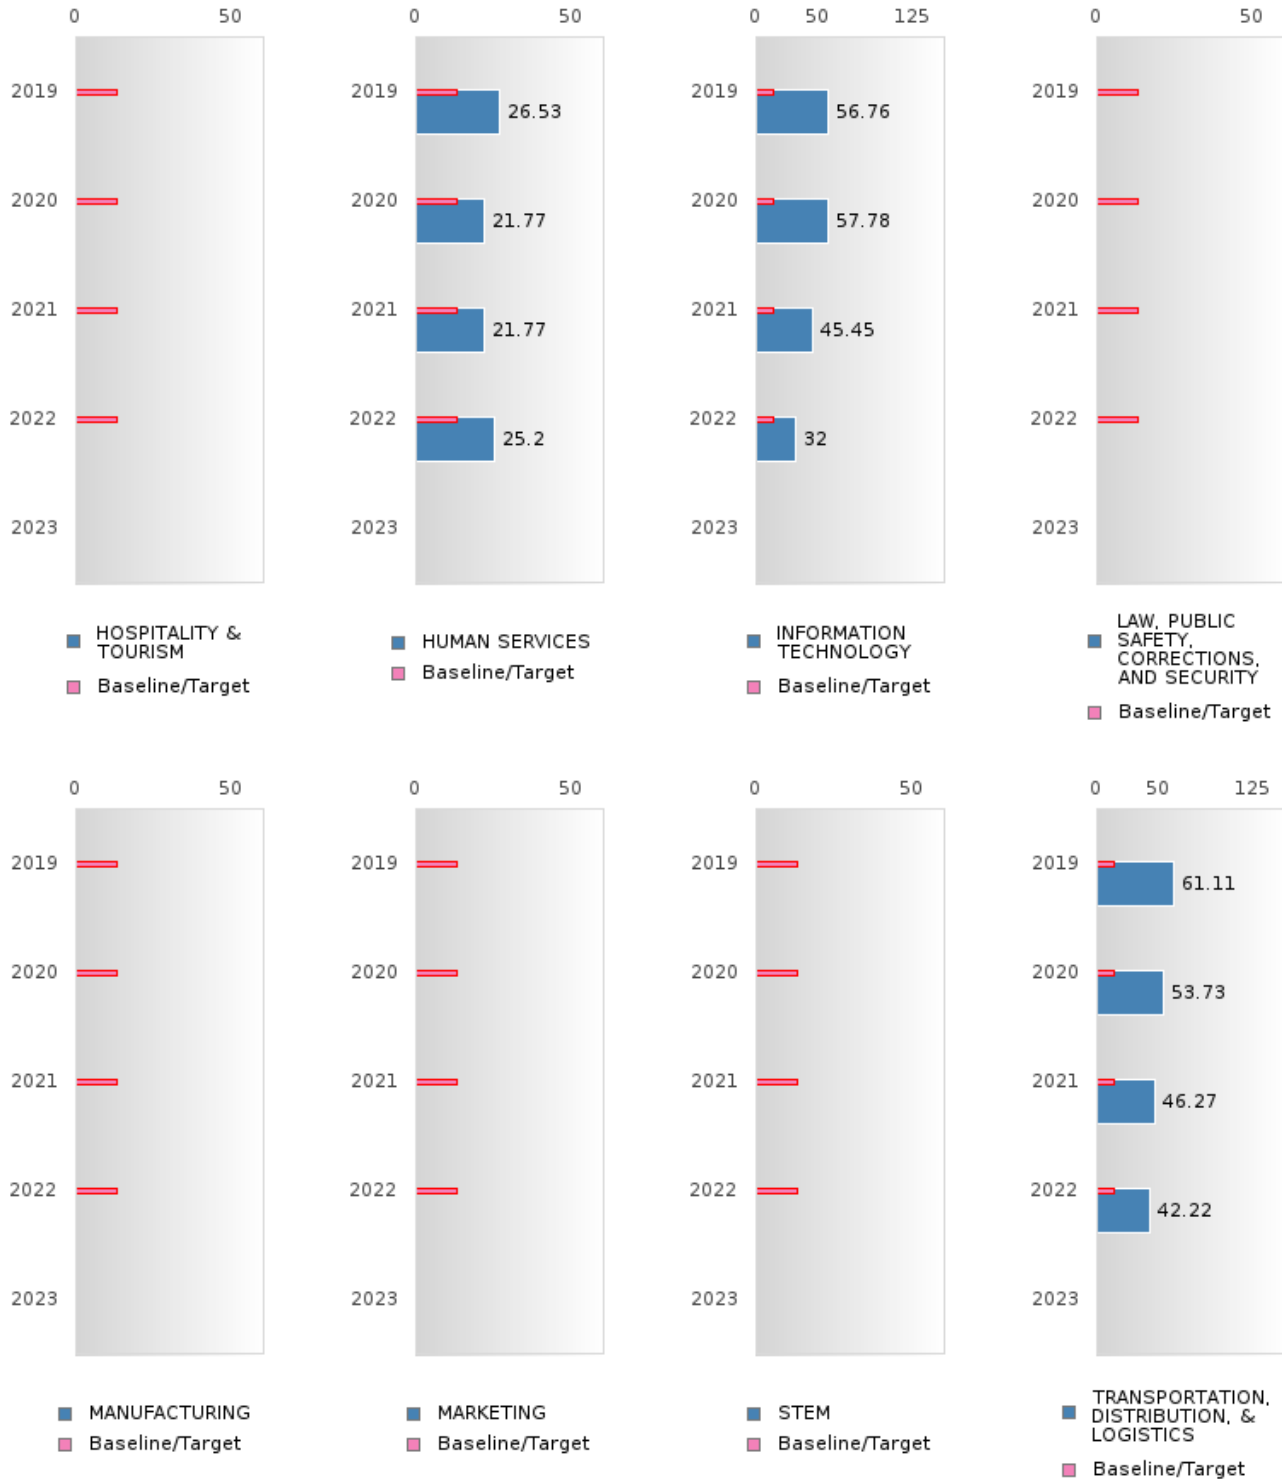 0 50
2019
2020
2021
2022
2023
HOSPITALITY &
TOURISM
Baseline/Target
0 50
2019
26.53
2020
21.77
2021
21.77
2022
25.2
2023
HUMAN SERVICES
Baseline/Target
0 50 125
2019
56.76
2020
57.78
2021
45.45
2022
32
2023
INFORMATION
TECHNOLOGY
Baseline/Target
0 50
2019
2020
2021
2022
2023
LAW, PUBLIC
SAFETY,
CORRECTIONS,
AND SECURITY
Baseline/Target
0 50
2019
2020
2021
2022
2023
MANUFACTURING
Baseline/Target
0 50
2019
2020
2021
2022
2023
MARKETING
Baseline/Target
0 50
2019
2020
2021
2022
2023
STEM
Baseline/Target
0 50 125
2019
61.11
2020
53.73
2021
46.27
2022
42.22
2023
TRANSPORTATION,
DISTRIBUTION, &
LOGISTICS
Baseline/Target